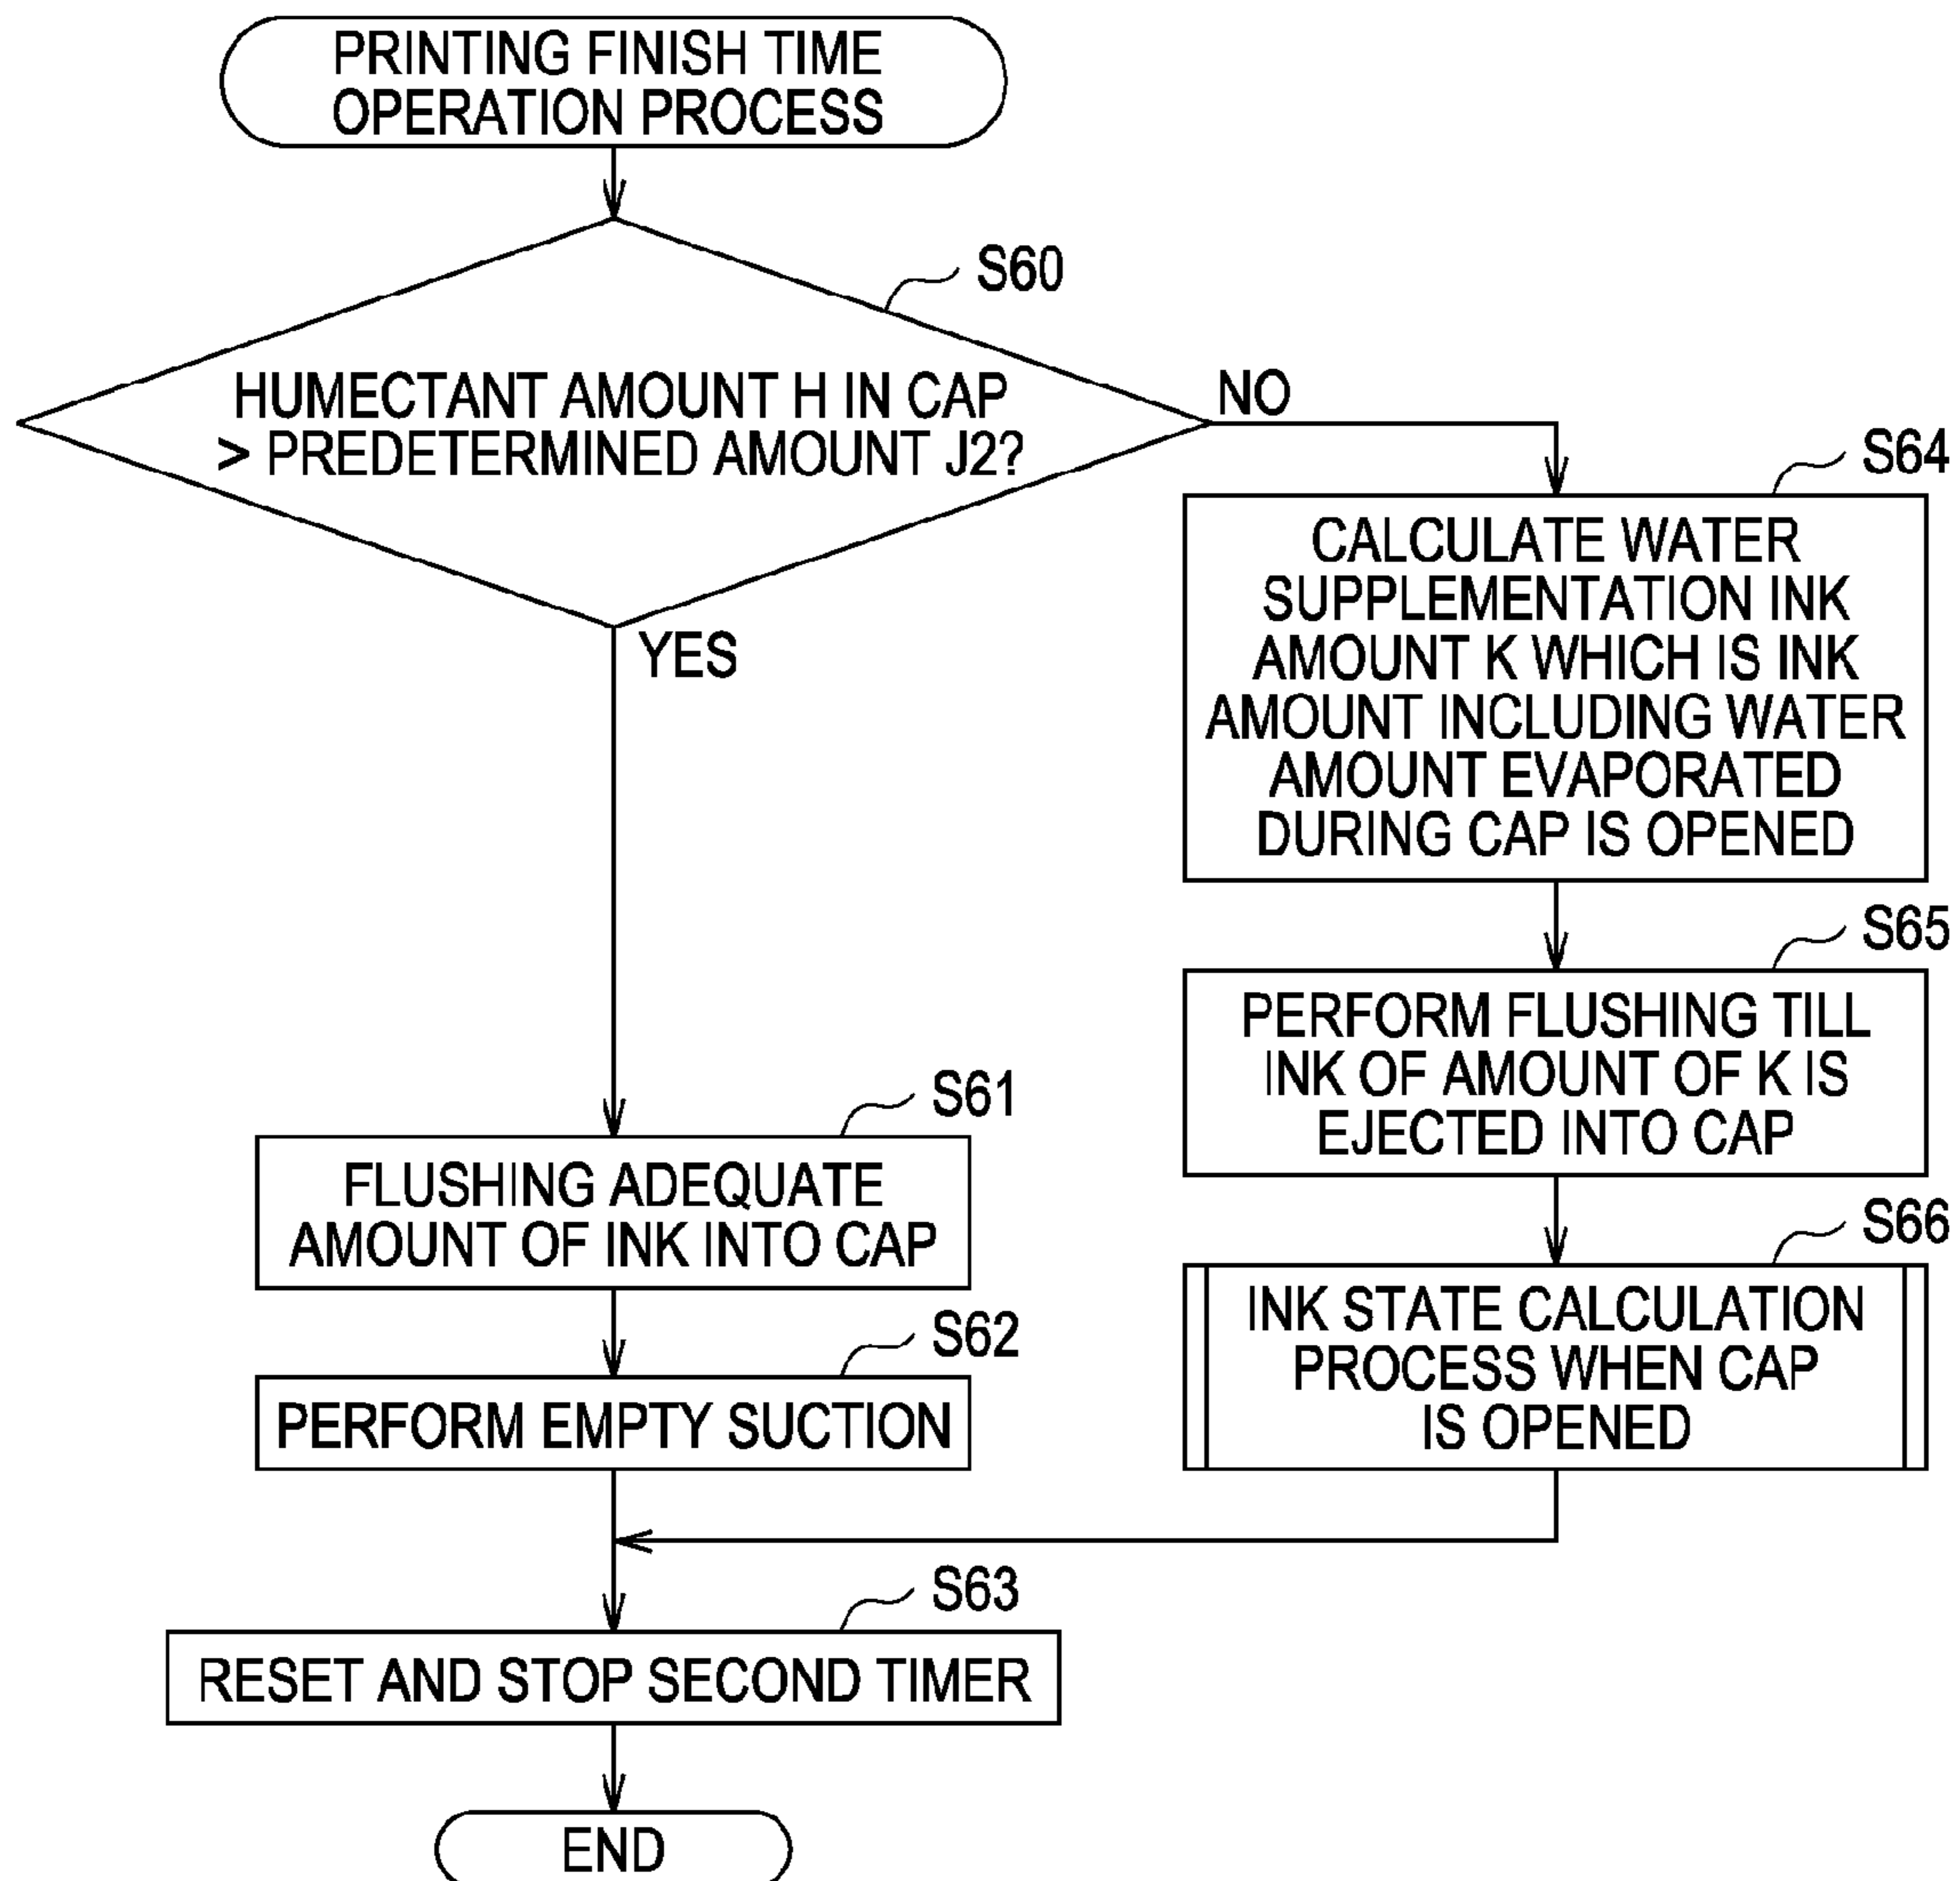 PRINTING FINISH TIME
OPERATION PROCESS
S60
HUMECTANT AMOUNT H IN CAP
> PREDETERMINED AMOUNT J2?
NO
YES
S64
CALCULATE WATER
SUPPLEMENTATION INK
AMOUNT K WHICH IS INK
AMOUNT INCLUDING WATER
AMOUNT EVAPORATED
DURING CAP IS OPENED
S65
PERFORM FLUSHING TILL
INK OF AMOUNT OF K IS
EJECTED INTO CAP
S61
FLUSHING ADEQUATE
AMOUNT OF INK INTO CAP
S66
INK STATE CALCULATION
PROCESS WHEN CAP
IS OPENED
S62
PERFORM EMPTY SUCTION
S63
RESET AND STOP SECOND TIMER
END